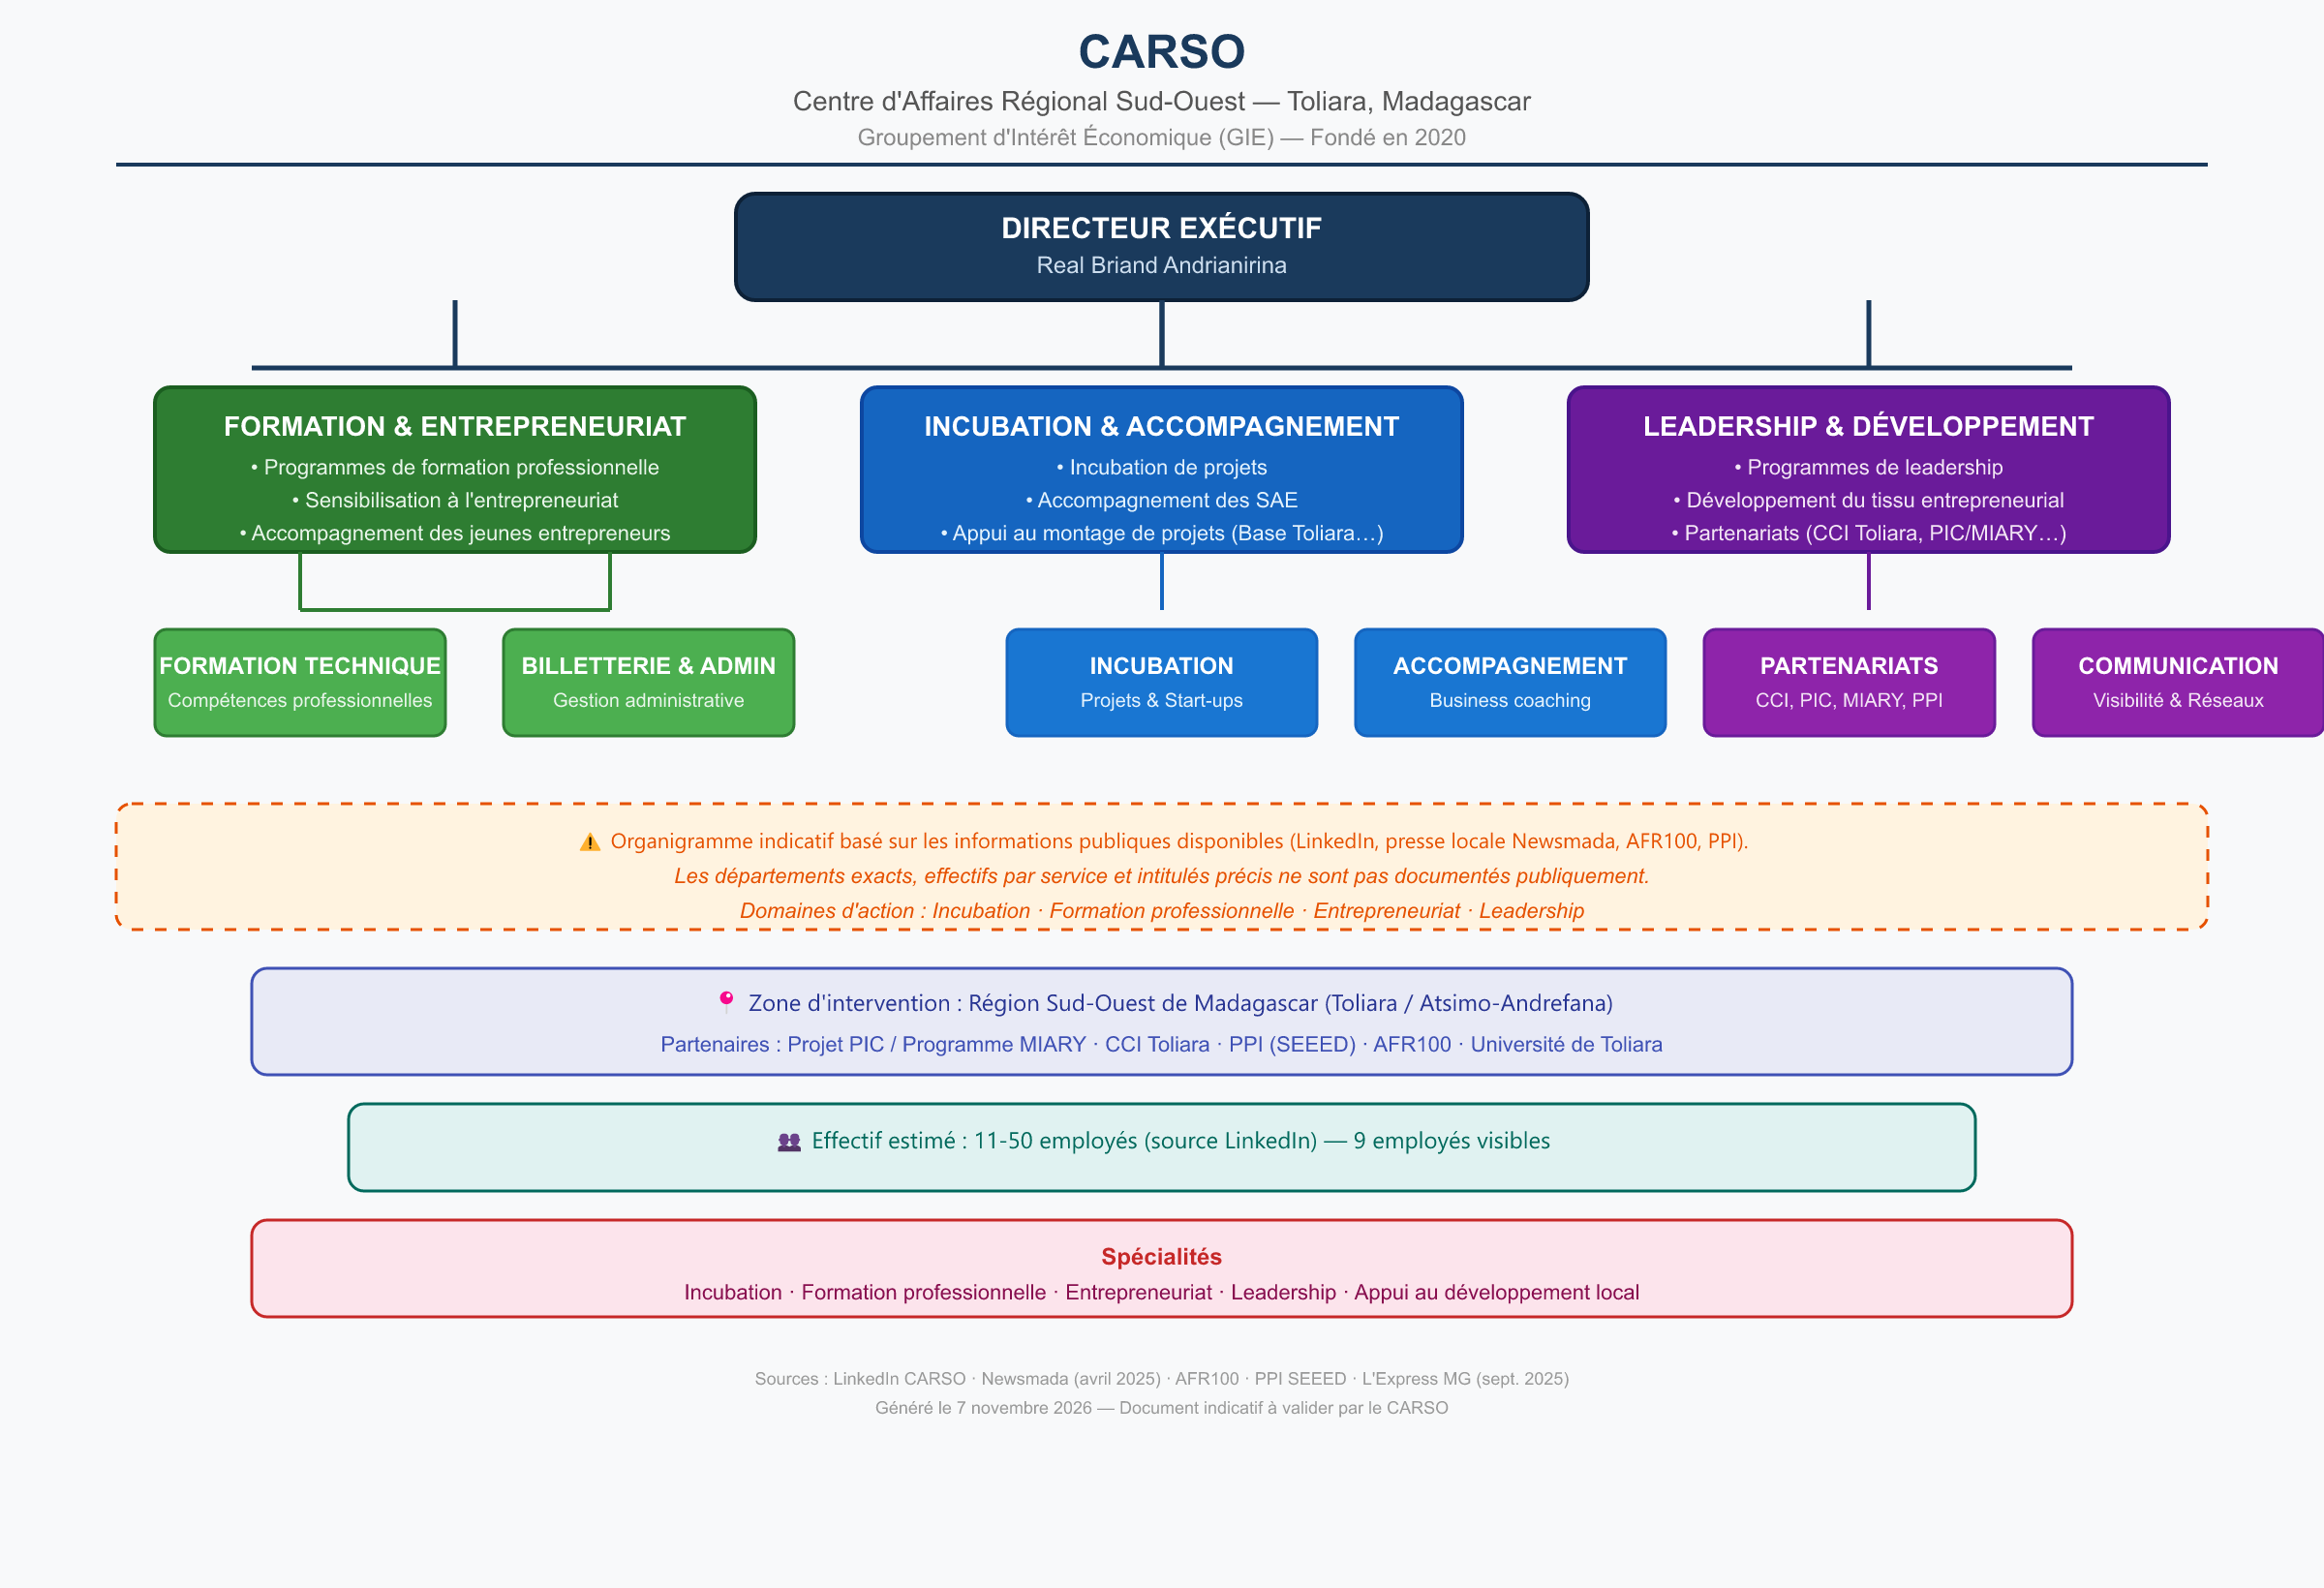 CARSO
Centre d'Affaires Régional Sud-Ouest — Toliara, Madagascar
Groupement d'Intérêt Économique (GIE) — Fondé en 2020
DIRECTEUR EXÉCUTIF
Real Briand Andrianirina
FORMATION & ENTREPRENEURIAT
• Programmes de formation professionnelle
• Sensibilisation à l'entrepreneuriat
• Accompagnement des jeunes entrepreneurs
INCUBATION & ACCOMPAGNEMENT
• Incubation de projets
• Accompagnement des SAE
• Appui au montage de projets (Base Toliara…)
LEADERSHIP & DÉVELOPPEMENT
• Programmes de leadership
• Développement du tissu entrepreneurial
• Partenariats (CCI Toliara, PIC/MIARY…)
FORMATION TECHNIQUE
Compétences professionnelles
BILLETTERIE & ADMIN
Gestion administrative
INCUBATION
Projets & Start-ups
ACCOMPAGNEMENT
Business coaching
PARTENARIATS
CCI, PIC, MIARY, PPI
COMMUNICATION
Visibilité & Réseaux
⚠️ Organigramme indicatif basé sur les informations publiques disponibles (LinkedIn, presse locale Newsmada, AFR100, PPI).
Les départements exacts, effectifs par service et intitulés précis ne sont pas documentés publiquement.
Domaines d'action : Incubation · Formation professionnelle · Entrepreneuriat · Leadership
📍 Zone d'intervention : Région Sud-Ouest de Madagascar (Toliara / Atsimo-Andrefana)
Partenaires : Projet PIC / Programme MIARY · CCI Toliara · PPI (SEEED) · AFR100 · Université de Toliara
👥 Effectif estimé : 11-50 employés (source LinkedIn) — 9 employés visibles
Spécialités
Incubation · Formation professionnelle · Entrepreneuriat · Leadership · Appui au développement local
Sources : LinkedIn CARSO · Newsmada (avril 2025) · AFR100 · PPI SEEED · L'Express MG (sept. 2025)
Généré le 7 novembre 2026 — Document indicatif à valider par le CARSO